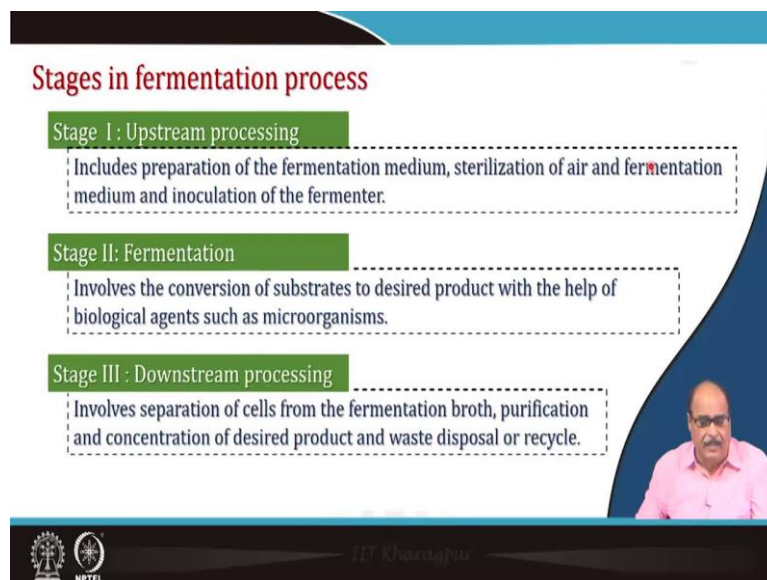 Stages in fermentation process
Stage I : Upstream processing
Includes preparation of the fermentation medium, sterilization of air and fermentation
medium and inoculation of the fermenter.
Stage II: Fermentation
Involves the conversion of substrates to desired product with the help of
biological agents such as microorganisms.
Stage III : Downstream processing
Involves separation of cells from the fermentation broth, purification
and concentration of desired product and waste disposal or recycle.
IIT Kharagpur
NPTEL